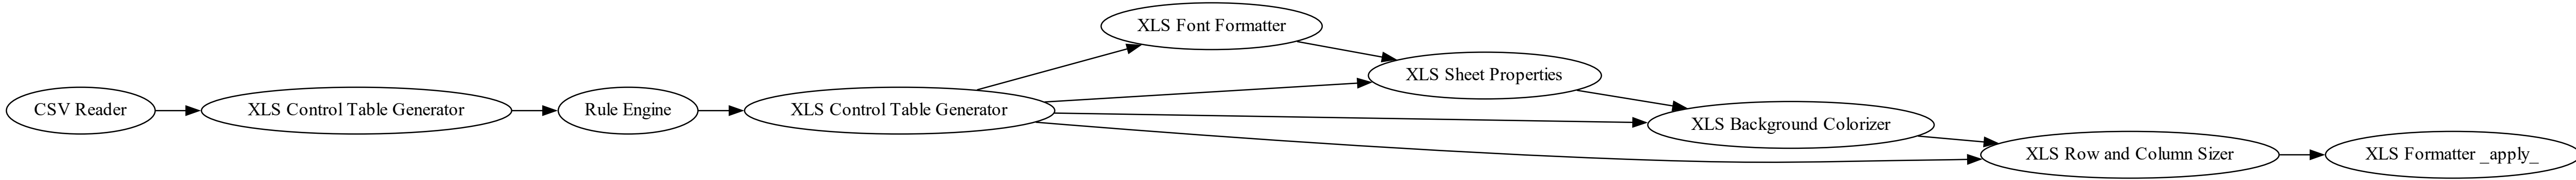 CSV Reader
XLS Control Table Generator
Rule Engine
XLS Control Table Generator
XLS Font Formatter
XLS Sheet Properties
XLS Background Colorizer
XLS Row and Column Sizer
XLS Formatter _apply_